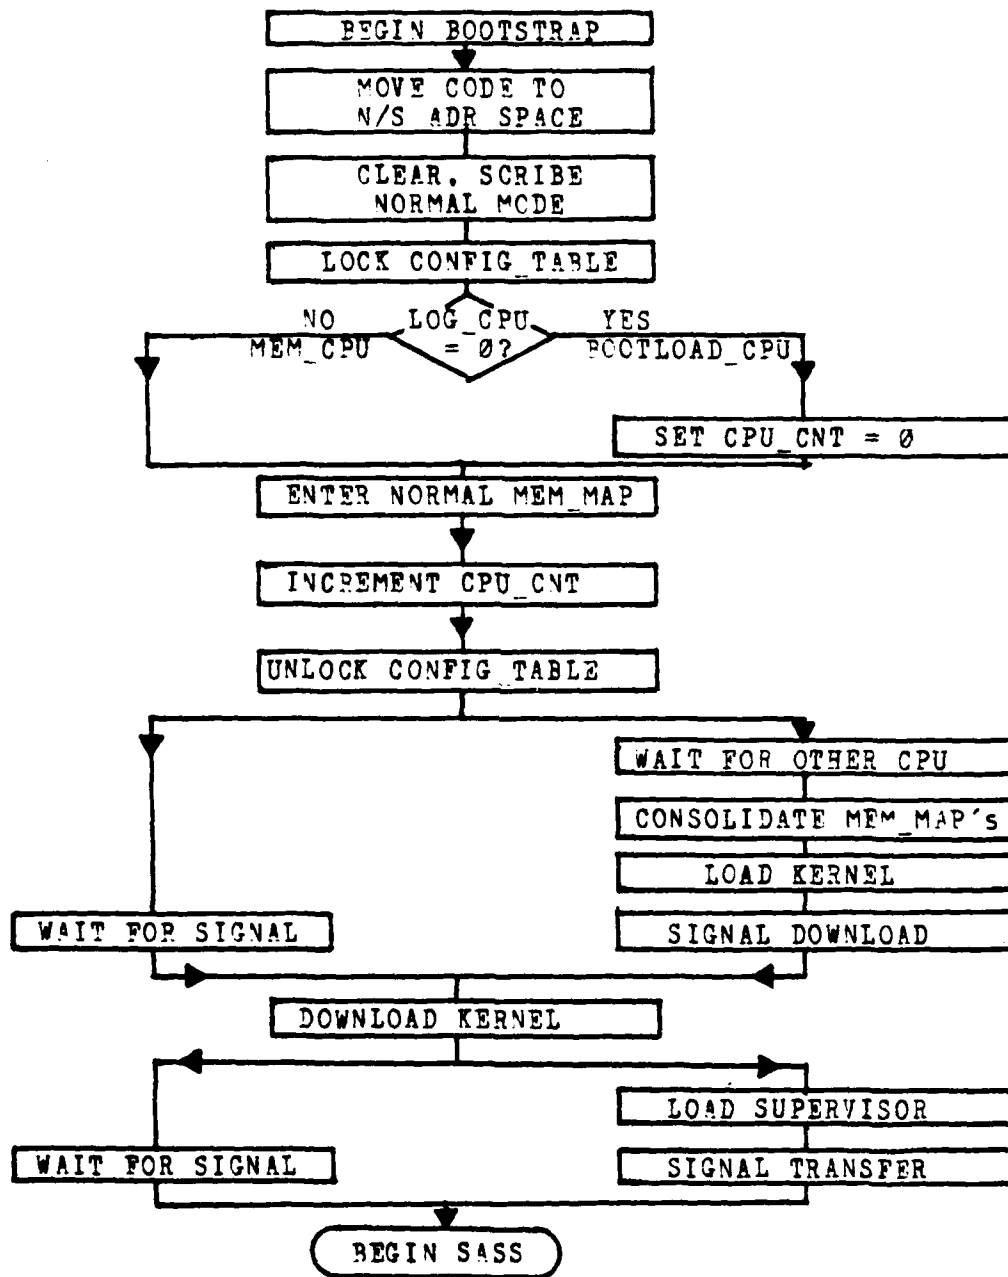 BEGIN BOOTSTRAP
MOVE CODE TO
N/S ADR SPACE
CLEAR, SCRIBE
NORMAL MODE
LOCK CONFIG_TABLE
NO
MEM_CPU
LOG_CPU
= 0?
YES
BOOTLOAD_CPU
SET CPU_CNT = 0
ENTER NORMAL MEM_MAP
INCREMENT CPU_CNT
UNLOCK CONFIG_TABLE
WAIT FOR OTHER CPU
CONSOLIDATE MEM_MAP's
LOAD KERNEL
WAIT FOR SIGNAL
SIGNAL DOWNLOAD
DOWNLOAD KERNEL
LOAD SUPERVISOR
WAIT FOR SIGNAL
SIGNAL TRANSFER
BEGIN SASS